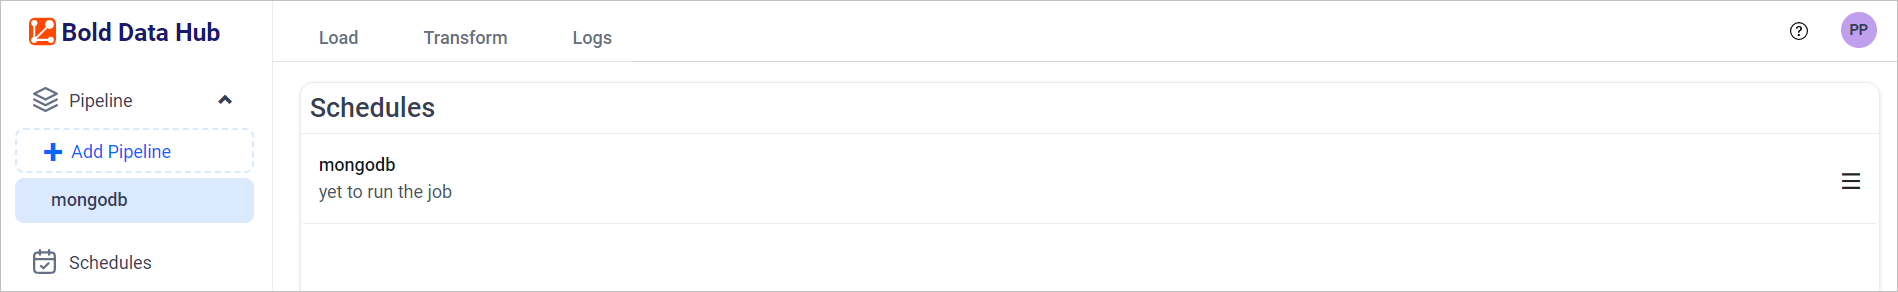 Bold Data Hub
Load
Transform
Logs
?
PP
Pipeline
Add Pipeline
mongodb
Schedules
Schedules
mongodb
yet to run the job